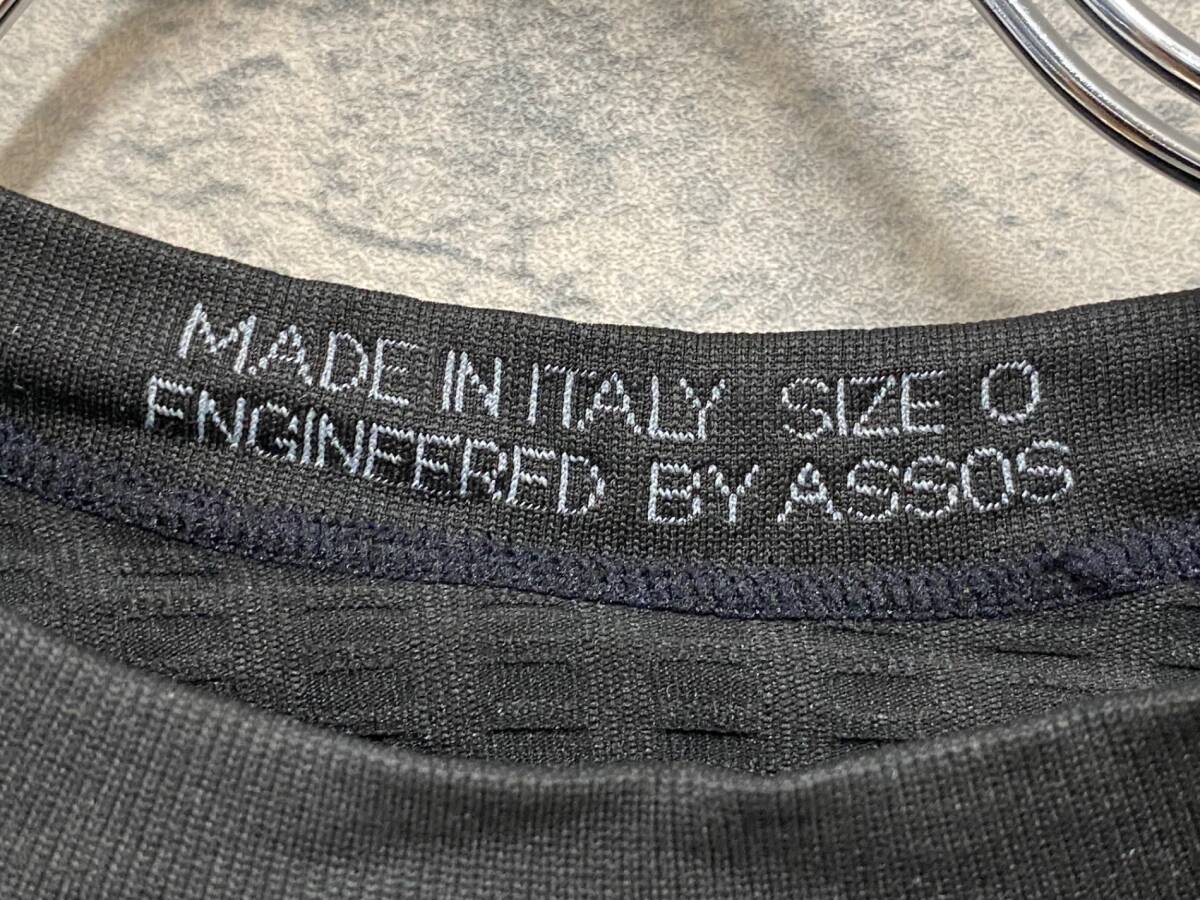 MADE IN ITALY SIZE 0
ENGINEERED BY ASSOS